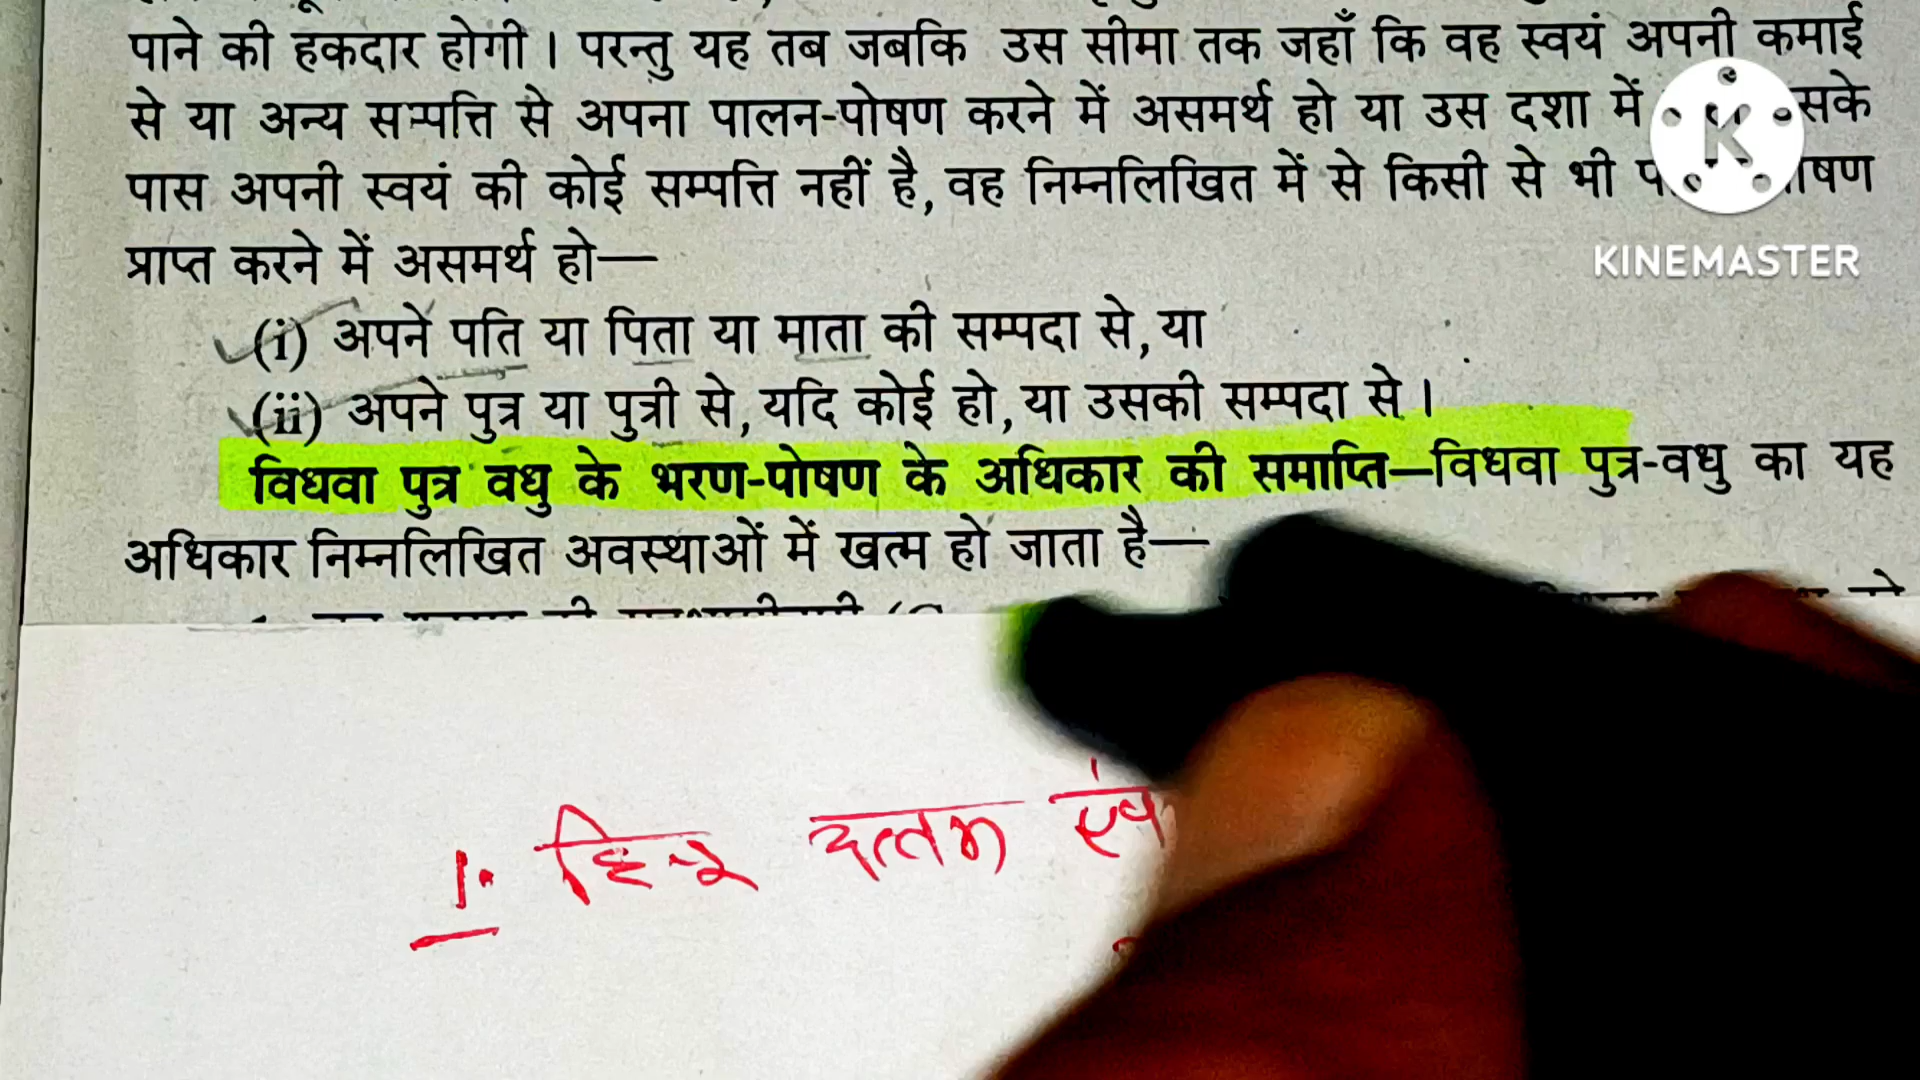 पाने की हकदार होगी । परन्तु यह तब जबकि उस सीमा तक जहाँ कि वह स्वयं अपनी कमाई
से या अन्य सम्पत्ति से अपना पालन-पोषण करने में असमर्थ हो या उस दशा में
पास अपनी स्वयं की कोई सम्पत्ति नहीं है, वह निम्नलिखित में से किसी से भी
प्राप्त करने में असमर्थ हो—
KINEMASTER
(i) अपने पति या पिता या माता की सम्पदा से, या
(ii) अपने पुत्र या पुत्री से, यदि कोई हो, या उसकी सम्पदा से ।
विधवा पुत्र वधु के भरण-पोषण के अधिकार की समाप्ति—विधवा पुत्र-वधु का यह
अधिकार निम्नलिखित अवस्थाओं में खत्म हो जाता है—
1. हिन्दू दत्तक एवं